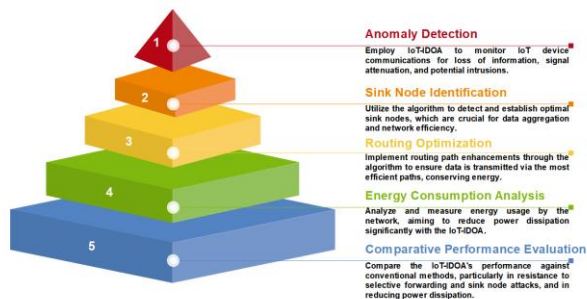 1
Anomaly Detection
Employ IoT-IDOA to monitor IoT device
communications for loss of information, signal
attenuation, and potential intrusions.
2
Sink Node Identification
Utilize the algorithm to detect and establish optimal
sink nodes, which are crucial for data aggregation
and network efficiency.
3
Routing Optimization
Implement routing path enhancements through the
algorithm to ensure data is transmitted via the most
efficient paths, conserving energy.
4
Energy Consumption Analysis
Analyze and measure energy usage by the
network, aiming to reduce power dissipation
significantly with the IoT-IDOA.
5
Comparative Performance Evaluation
Compare the IoT-IDOA's performance against
conventional methods, particularly in resistance to
selective forwarding and sink node attacks, and in
reducing power dissipation.